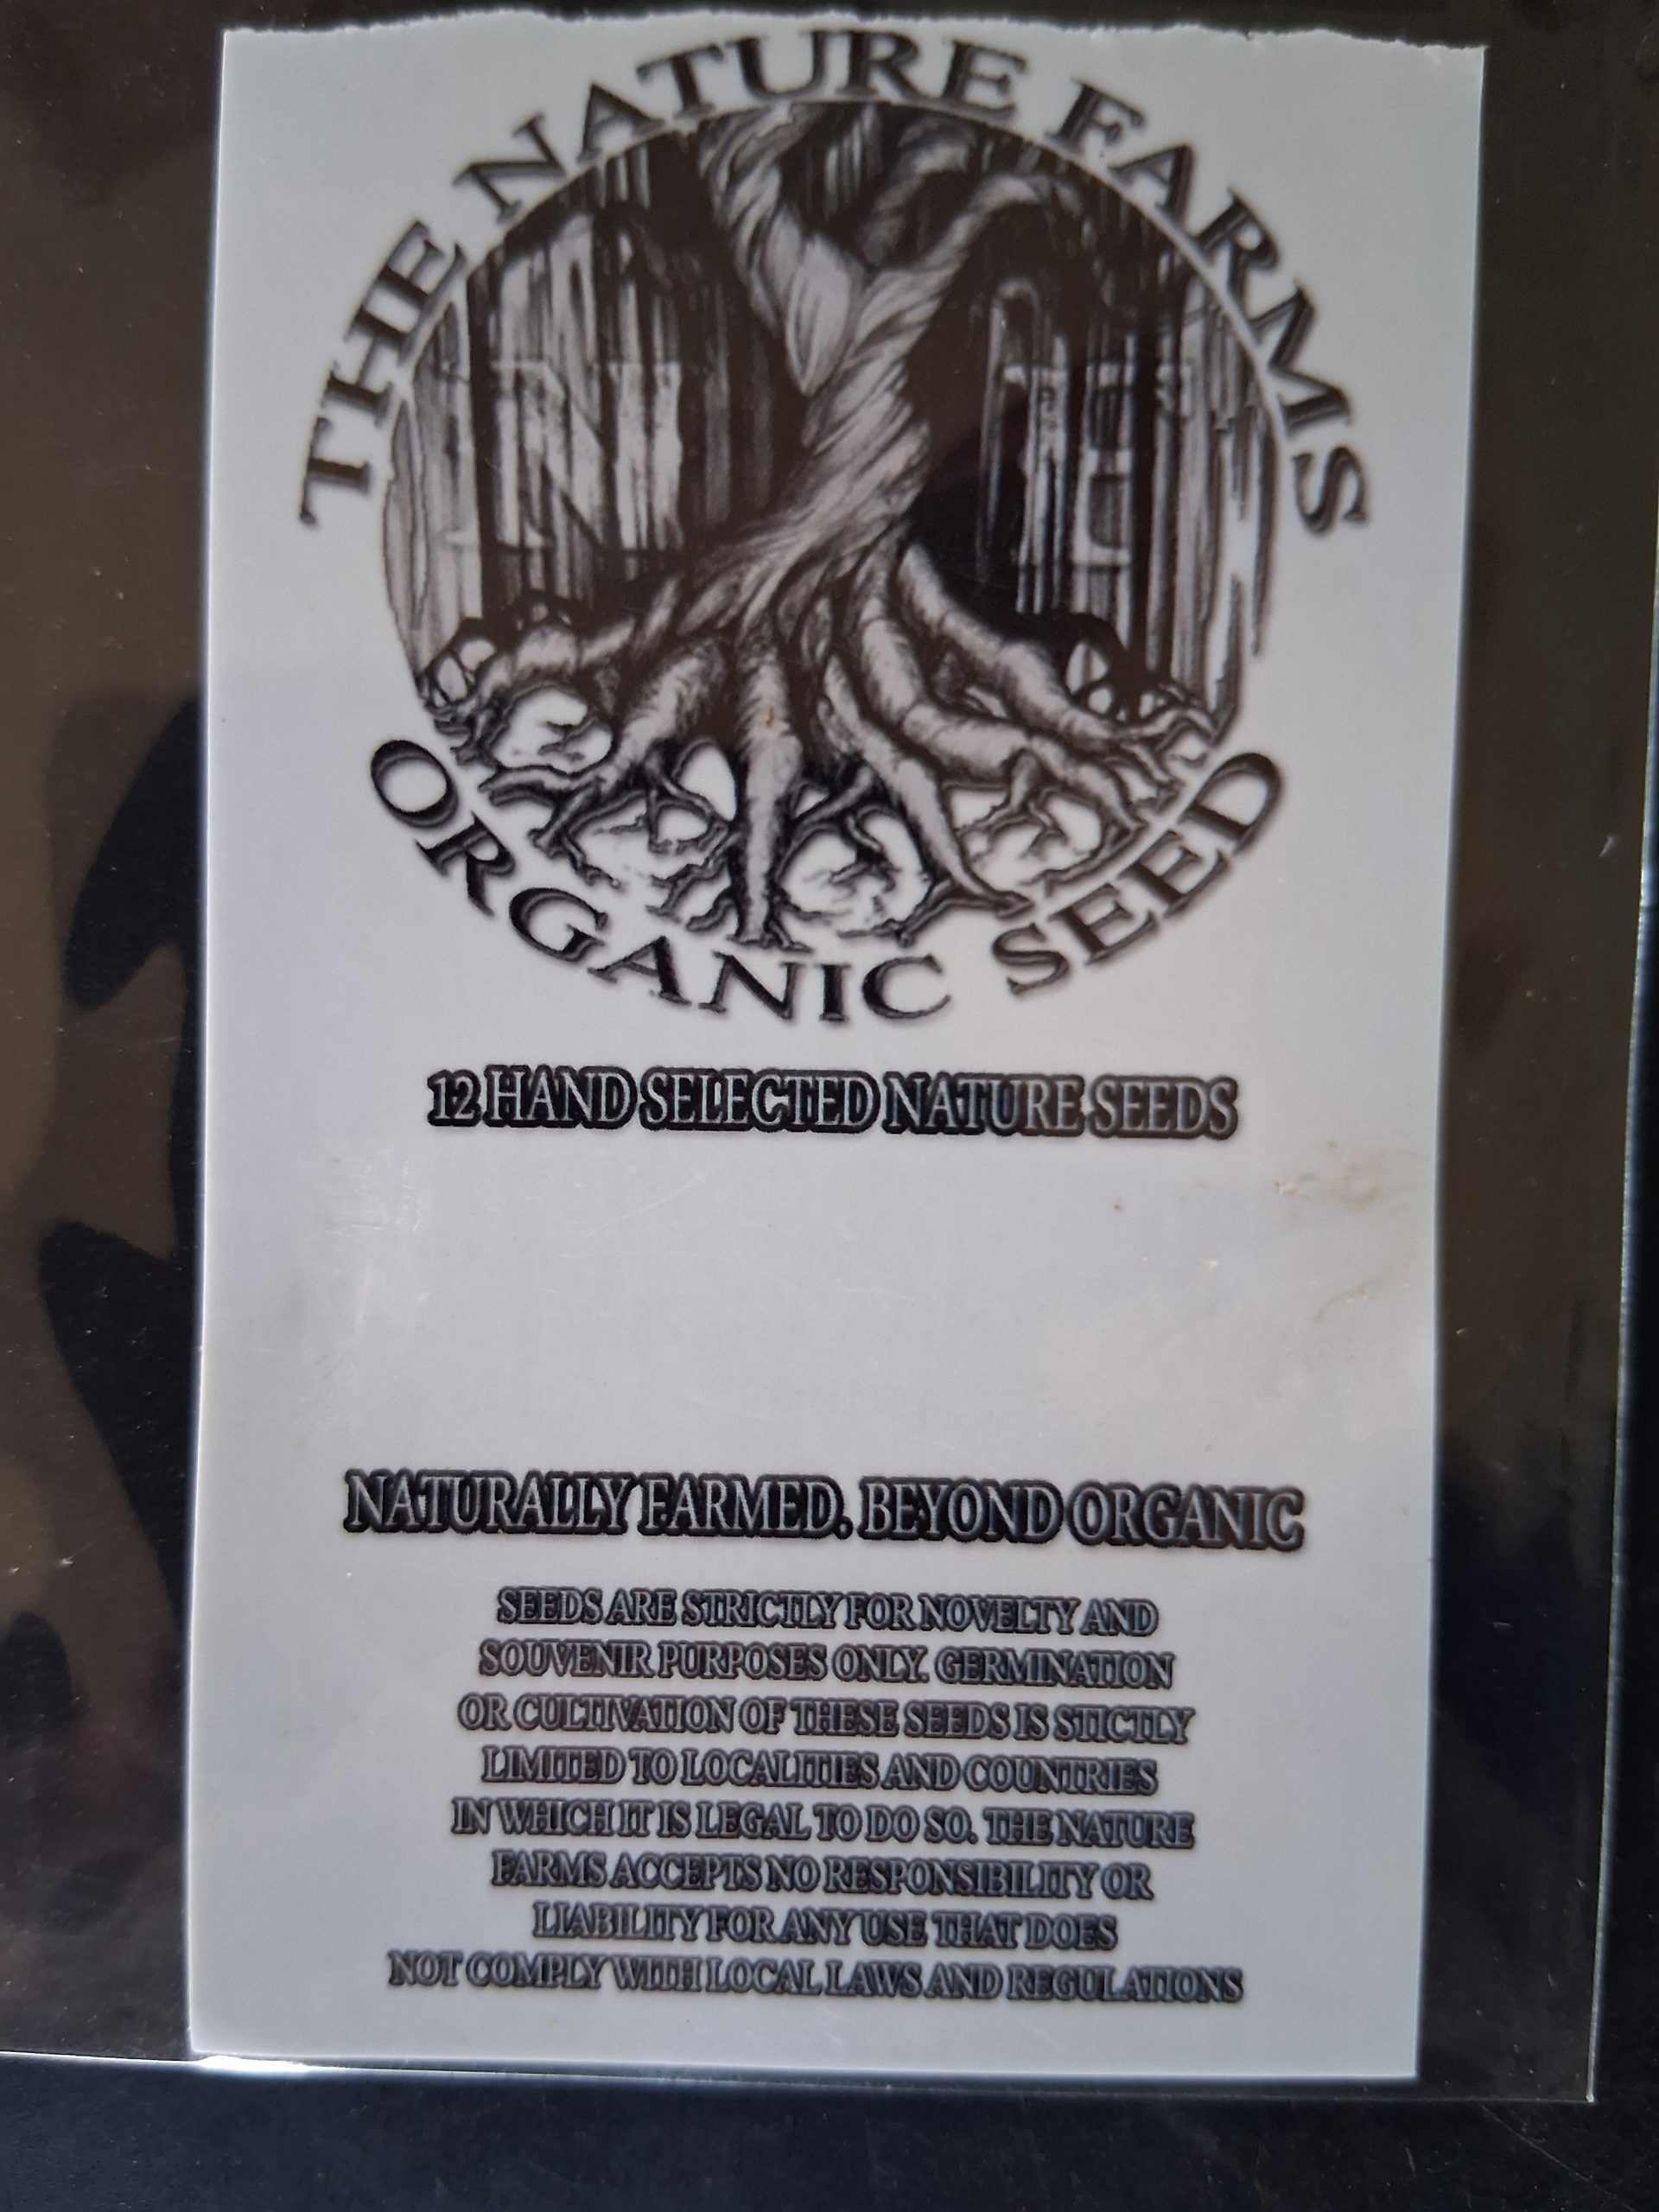 THE NATURE FARMS
N F
ORGANIC SEED
12 HAND SELECTED NATURE SEEDS
NATURALLY FARMED. BEYOND ORGANIC
SEEDS ARE STRICTLY FOR NOVELTY AND
SOUVENIR PURPOSES ONLY. GERMINATION
OR CULTIVATION OF THESE SEEDS IS STICTLY
LIMITED TO LOCALITIES AND COUNTRIES
IN WHICH IT IS LEGAL TO DO SO. THE NATURE
FARMS ACCEPTS NO RESPONSIBILITY OR
LIABILITY FOR ANY USE THAT DOES
NOT COMPLY WITH LOCAL LAWS AND REGULATIONS